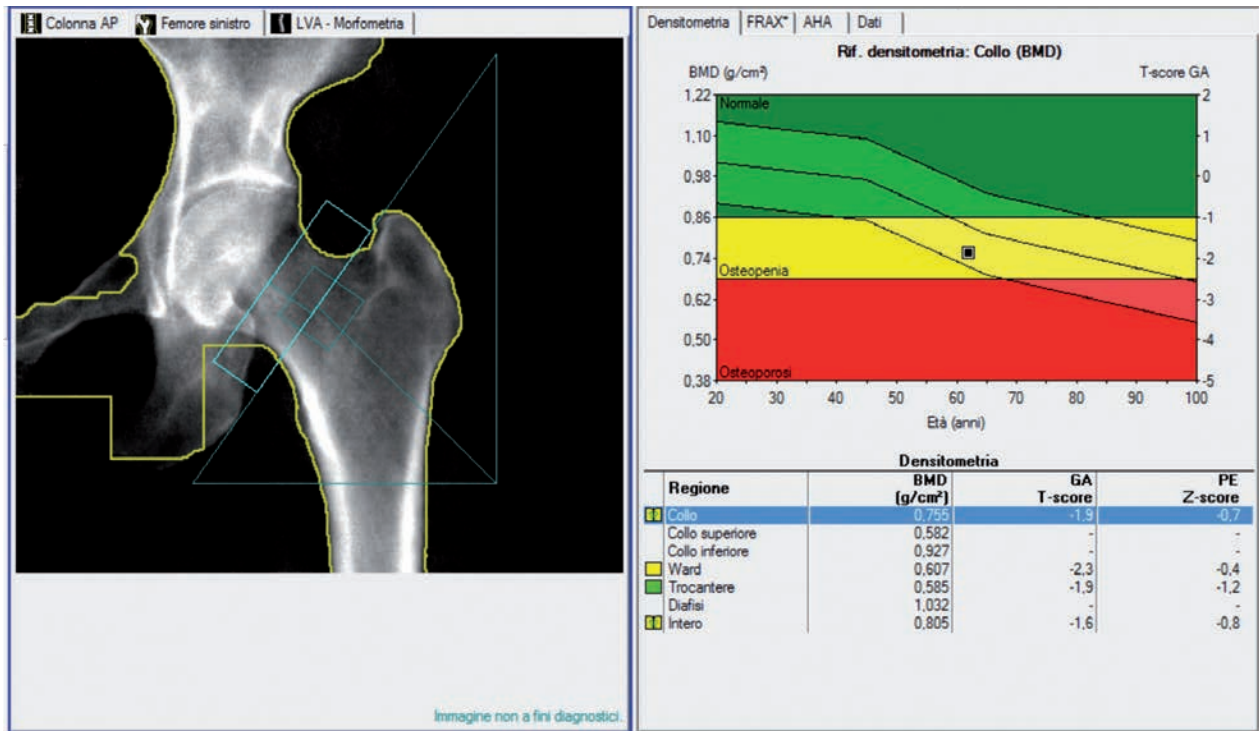 Colonna AP Femore sinistro LVA - Morfometria
Immagine non a fini diagnostici.
Densitometria FRAX® AHA Dati
Rif. densitometria: Collo (BMD)
BMD (g/cm²) T-score GA
1,22 2
Normale
1,10 1
0,98 0
0,86 -1
0,74 -2
Osteopenia
0,62 -3
0,50 -4
Osteoporosi
0,38 -5
20 30 40 50 60 70 80 90 100
Età (anni)
Densitometria
Regione BMD (g/cm²) GA T-score PE Z-score
Collo 0,755 -1,9 -0,7
Collo superiore 0,582 - -
Collo inferiore 0,927 - -
Ward 0,607 -2,3 -0,4
Trocantere 0,585 -1,9 -1,2
Diafisi 1,032 - -
Intero 0,805 -1,6 -0,8